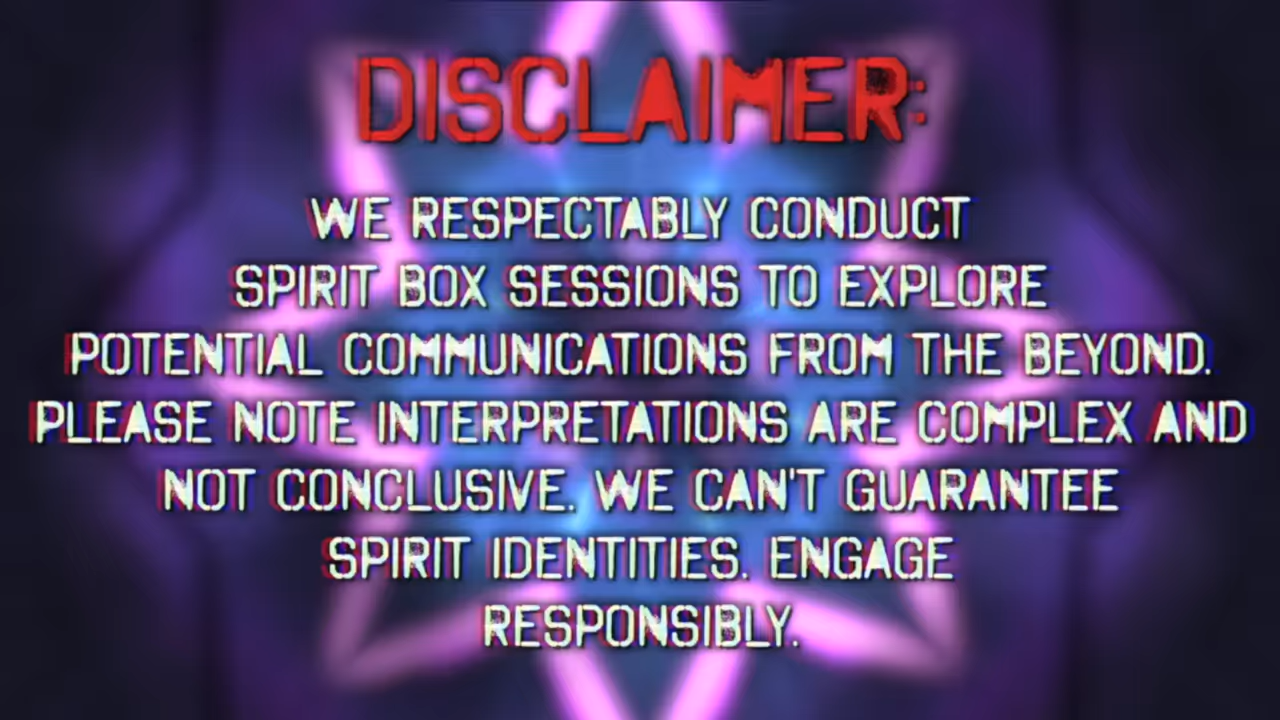 DISCLAIMER:
WE RESPECTABLY CONDUCT
SPIRIT BOX SESSIONS TO EXPLORE
POTENTIAL COMMUNICATIONS FROM THE BEYOND.
PLEASE NOTE INTERPRETATIONS ARE COMPLEX AND
NOT CONCLUSIVE. WE CAN'T GUARANTEE
SPIRIT IDENTITIES. ENGAGE
RESPONSIBLY.